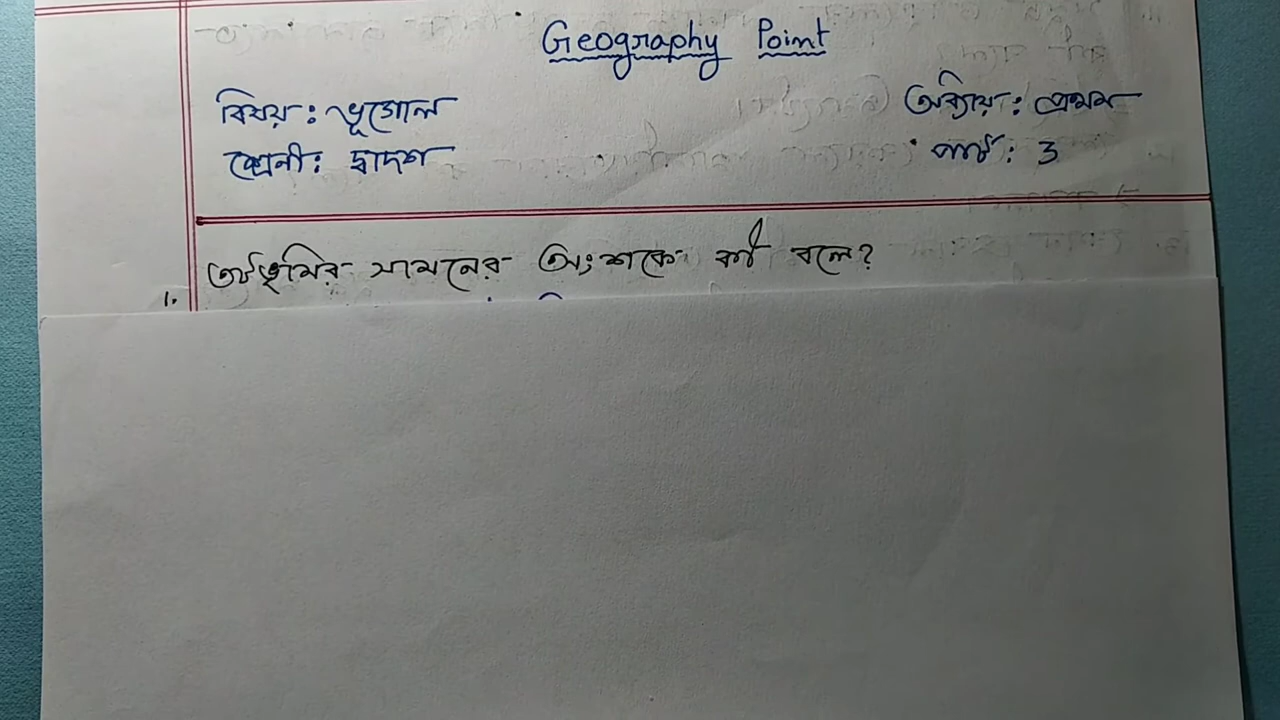 Geography Point
বিষয়: ভূগোল
অধ্যায়: প্রথম
শ্রেনী: দ্বাদশ
পার্ট: 3
1. তটভূমির সামনের অংশকে কী বলে?